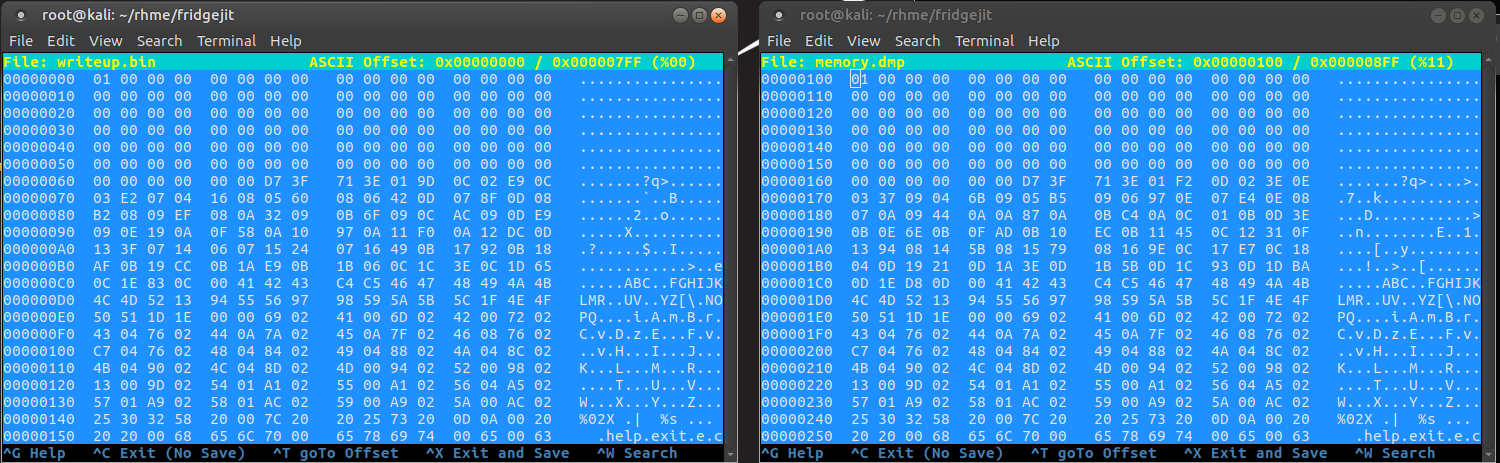 root@kali: ~/rhme/fridgejit
File Edit View Search Terminal Help
File: writeup.bin ASCII Offset: 0x00000000 / 0x000007FF (%00)
00000000 01 00 00 00 00 00 00 00 00 00 00 00 00 00 00 00 ................
00000010 00 00 00 00 00 00 00 00 00 00 00 00 00 00 00 00 ................
00000020 00 00 00 00 00 00 00 00 00 00 00 00 00 00 00 00 ................
00000030 00 00 00 00 00 00 00 00 00 00 00 00 00 00 00 00 ................
00000040 00 00 00 00 00 00 00 00 00 00 00 00 00 00 00 00 ................
00000050 00 00 00 00 00 00 00 00 00 00 00 00 00 00 00 00 ................
00000060 00 00 00 00 00 00 D7 3F 71 3E 01 9D 0C 02 E9 0C .......?q>......
00000070 03 E2 07 04 16 08 05 60 08 06 42 0D 07 8F 0D 08 .......`..B.....
00000080 B2 08 09 EF 08 0A 32 09 0B 6F 09 0C AC 09 0D E9 ......2..o......
00000090 09 0E 19 0A 0F 58 0A 10 97 0A 11 F0 0A 12 DC 0D .....X..........
000000A0 13 3F 07 14 06 07 15 24 07 16 49 0B 17 92 0B 18 .?.....$..I.....
000000B0 AF 0B 19 CC 0B 1A E9 0B 1B 06 0C 1C 3E 0C 1D 65 ............>..e
000000C0 0C 1E 83 0C 00 41 42 43 C4 C5 46 47 48 49 4A 4B .....ABC..FGHIJK
000000D0 4C 4D 52 13 94 55 56 97 98 59 5A 5B 5C 1F 4E 4F LMR..UV..YZ[\.NO
000000E0 50 51 1D 1E 00 00 69 02 41 00 6D 02 42 00 72 02 PQ....i.A.m.B.r.
000000F0 43 04 76 02 44 0A 7A 02 45 0A 7F 02 46 08 76 02 C.v.D.z.E...F.v.
00000100 C7 04 76 02 48 04 84 02 49 04 88 02 4A 04 8C 02 ..v.H...I...J...
00000110 4B 04 90 02 4C 04 8D 02 4D 00 94 02 52 00 98 02 K...L...M...R...
00000120 13 00 9D 02 54 01 A1 02 55 00 A1 02 56 04 A5 02 ....T...U...V...
00000130 57 01 A9 02 58 01 AC 02 59 00 A9 02 5A 00 AC 02 W...X...Y...Z...
00000140 25 30 32 58 20 00 7C 20 20 25 73 20 0D 0A 00 20 %02X .|  %s ...
00000150 20 20 00 68 65 6C 70 00 65 78 69 74 00 65 00 63   .help.exit.e.c
^G Help ^C Exit (No Save) ^T goTo Offset ^X Exit and Save ^W Search
root@kali: ~/rhme/fridgejit
File Edit View Search Terminal Help
File: memory.dmp ASCII Offset: 0x00000100 / 0x000008FF (%11)
00000100 01 00 00 00 00 00 00 00 00 00 00 00 00 00 00 00 ................
00000110 00 00 00 00 00 00 00 00 00 00 00 00 00 00 00 00 ................
00000120 00 00 00 00 00 00 00 00 00 00 00 00 00 00 00 00 ................
00000130 00 00 00 00 00 00 00 00 00 00 00 00 00 00 00 00 ................
00000140 00 00 00 00 00 00 00 00 00 00 00 00 00 00 00 00 ................
00000150 00 00 00 00 00 00 00 00 00 00 00 00 00 00 00 00 ................
00000160 00 00 00 00 00 00 D7 3F 71 3E 01 F2 0D 02 3E 0E .......?q>....>.
00000170 03 37 09 04 6B 09 05 B5 09 06 97 0E 07 E4 0E 08 .7..k...........
00000180 07 0A 09 44 0A 0A 87 0A 0B C4 0A 0C 01 0B 0D 3E ...D...........>
00000190 0B 0E 6E 0B 0F AD 0B 10 EC 0B 11 45 0C 12 31 0F ..n........E..1.
000001A0 13 94 08 14 5B 08 15 79 08 16 9E 0C 17 E7 0C 18 ....[..y........
000001B0 04 0D 19 21 0D 1A 3E 0D 1B 5B 0D 1C 93 0D 1D BA ...!..>..[......
000001C0 0D 1E D8 0D 00 41 42 43 C4 C5 46 47 48 49 4A 4B .....ABC..FGHIJK
000001D0 4C 4D 52 13 94 55 56 97 98 59 5A 5B 5C 1F 4E 4F LMR..UV..YZ[\.NO
000001E0 50 51 1D 1E 00 00 69 02 41 00 6D 02 42 00 72 02 PQ....i.A.m.B.r.
000001F0 43 04 76 02 44 0A 7A 02 45 0A 7F 02 46 08 76 02 C.v.D.z.E...F.v.
00000200 C7 04 76 02 48 04 84 02 49 04 88 02 4A 04 8C 02 ..v.H...I...J...
00000210 4B 04 90 02 4C 04 8D 02 4D 00 94 02 52 00 98 02 K...L...M...R...
00000220 13 00 9D 02 54 01 A1 02 55 00 A1 02 56 04 A5 02 ....T...U...V...
00000230 57 01 A9 02 58 01 AC 02 59 00 A9 02 5A 00 AC 02 W...X...Y...Z...
00000240 25 30 32 58 20 00 7C 20 20 25 73 20 0D 0A 00 20 %02X .|  %s ...
00000250 20 20 00 68 65 6C 70 00 65 78 69 74 00 65 00 63   .help.exit.e.c
^G Help ^C Exit (No Save) ^T goTo Offset ^X Exit and Save ^W Search